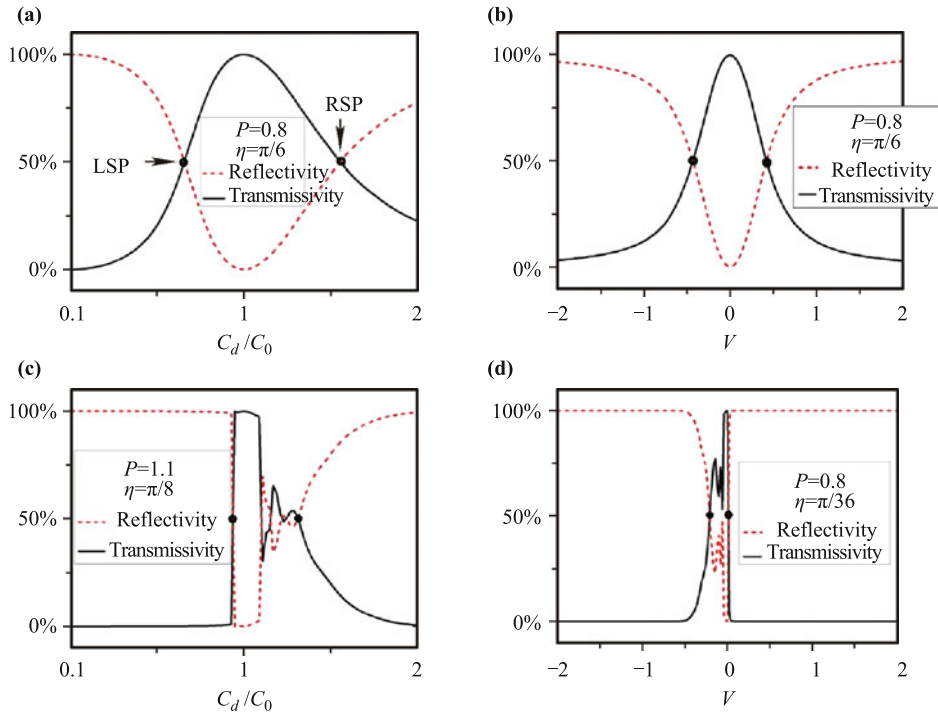 (a)
100%
50%
0%
LSP
RSP
P=0.8
η=π/6
Reflectivity
Transmissivity
0.1
1
2
C_d/C_0
(b)
100%
50%
0%
P=0.8
η=π/6
Reflectivity
Transmissivity
−2
−1
0
1
2
V
(c)
100%
50%
0%
P=1.1
η=π/8
Reflectivity
Transmissivity
0.1
1
2
C_d/C_0
(d)
100%
50%
0%
P=0.8
η=π/36
Reflectivity
Transmissivity
−2
−1
0
1
2
V